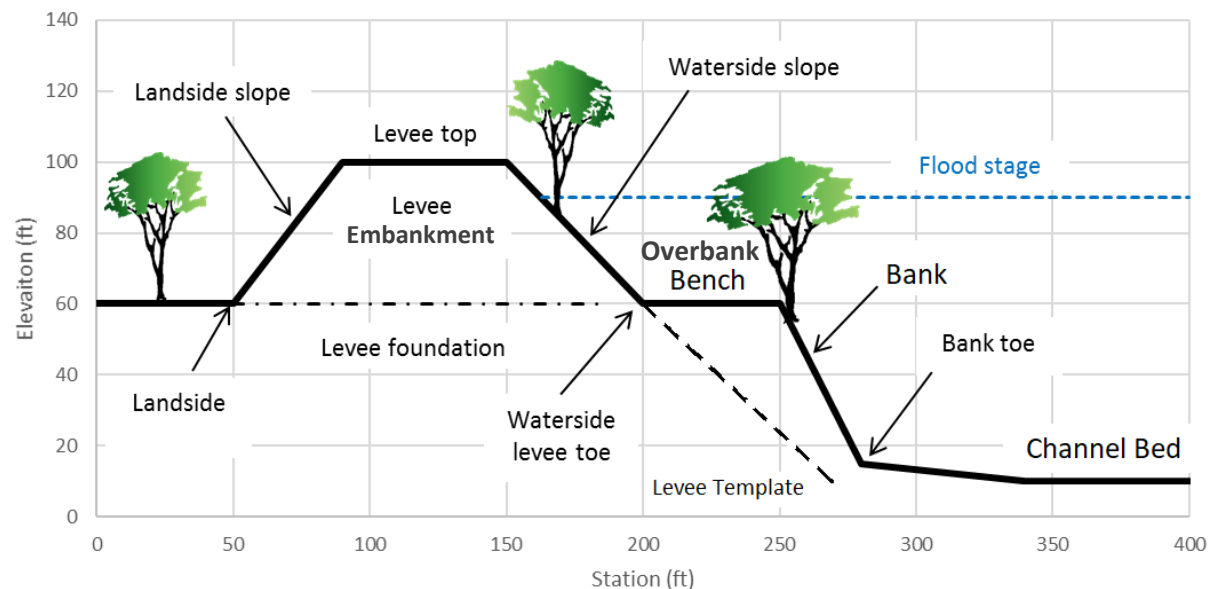 140
120
100
80
60
40
20
0
Elevaiton (ft)
Landside slope
Levee top
Waterside slope
Flood stage
Levee
Embankment
Overbank
Bench
Bank
Levee foundation
Bank toe
Landside
Waterside
levee toe
Channel Bed
Levee Template
0
50
100
150
200
250
300
350
400
Station (ft)